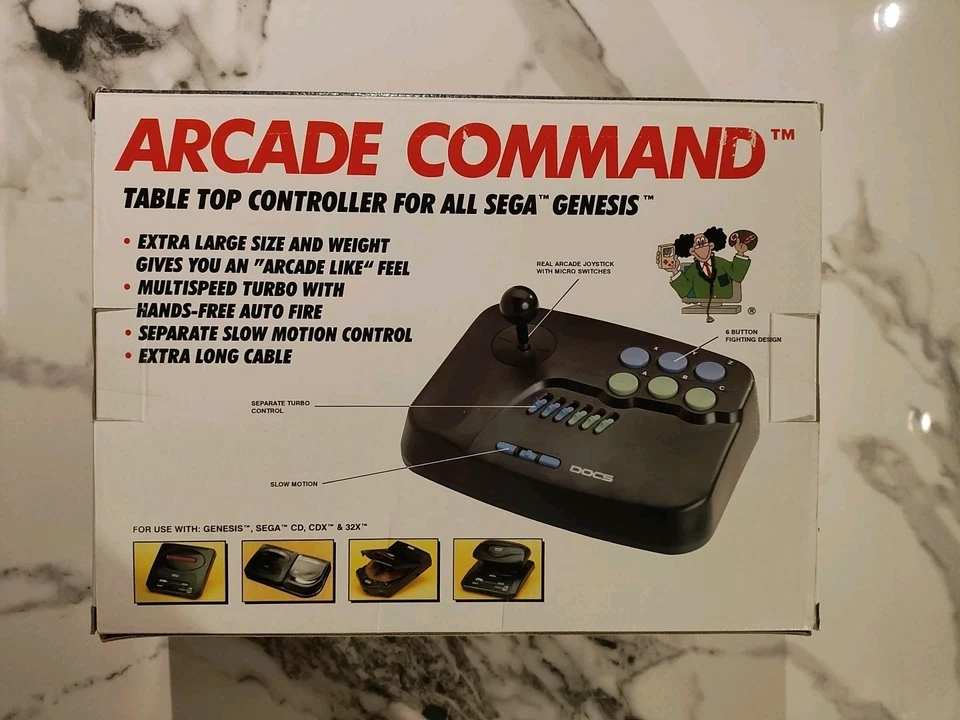 ARCADE COMMAND™
TABLE TOP CONTROLLER FOR ALL SEGA™ GENESIS™
• EXTRA LARGE SIZE AND WEIGHT
GIVES YOU AN "ARCADE LIKE“ FEEL
• MULTISPEED TURBO WITH
HANDS-FREE AUTO FIRE
• SEPARATE SLOW MOTION CONTROL
• EXTRA LONG CABLE
REAL ARCADE JOYSTICK
WITH MICRO SWITCHES
®
6 BUTTON
FIGHTING DESIGN
X Y Z
A B C
SEPARATE TURBO
CONTROL
SLOW MOTION
DOCS
FOR USE WITH: GENESIS™, SEGA™ CD, CDX™ & 32X™